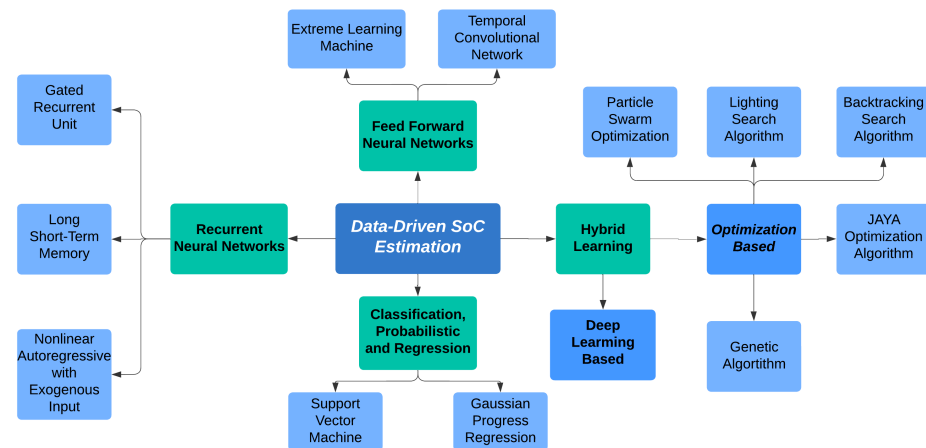 Extreme Learning
Machine
Temporal
Convolutional
Network
Gated
Recurrent
Unit
Feed Forward
Neural Networks
Particle
Swarm
Optimization
Lighting
Search
Algorithm
Backtracking
Search
Algorithm
Long
Short-Term
Memory
Recurrent
Neural Networks
Data-Driven SoC
Estimation
Hybrid
Learning
Optimization
Based
JAYA
Optimization
Algorithm
Classification,
Probabilistic
and Regression
Deep
Learming
Based
Nonlinear
Autoregressive
with
Exogenous
Input
Genetic
Algortithm
Support
Vector
Machine
Gaussian
Progress
Regression